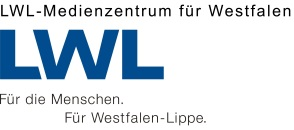 LWL-Medienzentrum für Westfalen
LWL
Für die Menschen.
Für Westfalen-Lippe.